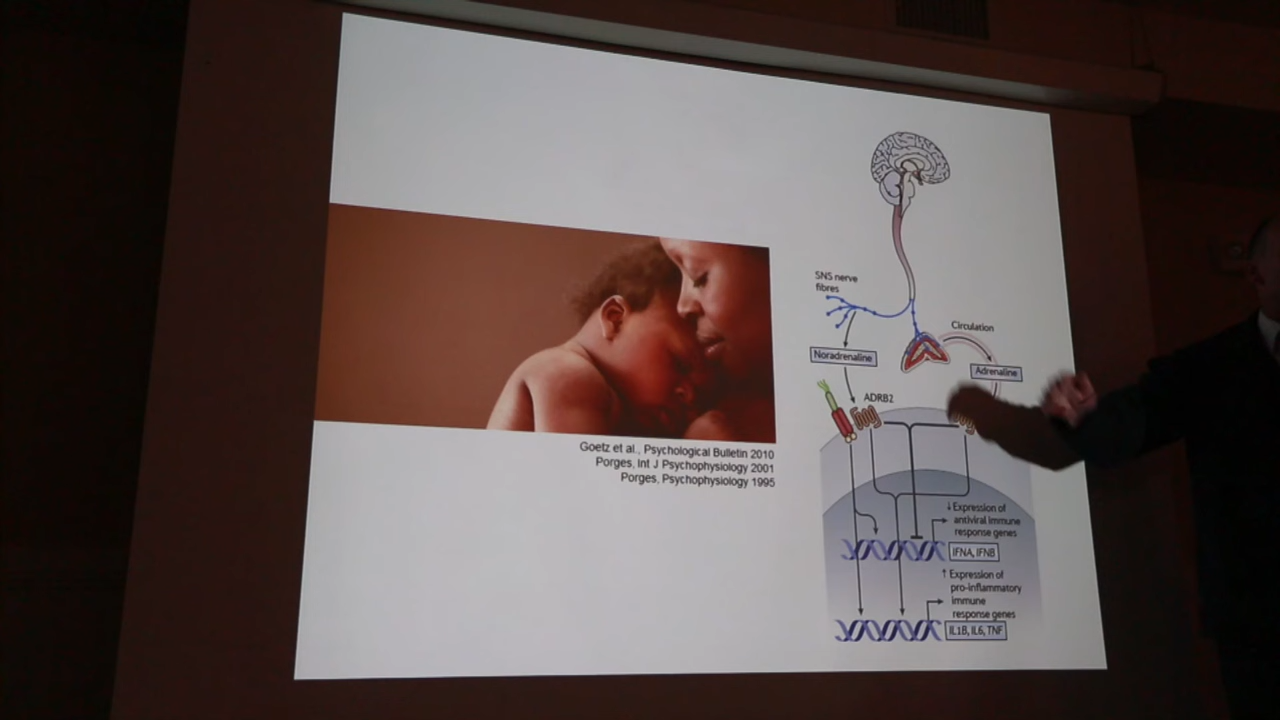 SNS nerve
fibres
Circulation
Noradrenaline
Adrenaline
ADRB2
Goetz et al., Psychological Bulletin 2010
Porges, Int J Psychophysiology 2001
Porges, Psychophysiology 1995
↓ Expression of
antiviral immune
response genes
IFNA, IFNB
↑ Expression of
pro-inflammatory
immune
response genes
IL1B, IL6, TNF